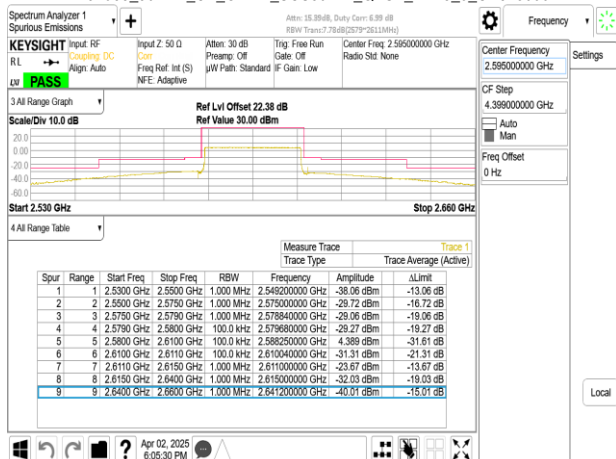 Spectrum Analyzer 1
Spurious Emissions
+
Attn: 15.39dB, Duty Corr: 6.99 dB
RBW Trans:7.78dB(2579~2611MHz)
Frequency
KEYSIGHT
Input: RF
Coupling: DC
Align: Auto
Input Z: 50 Ω
Corr
Freq Ref: Int (S)
NFE: Adaptive
Atten: 30 dB
Preamp: Off
µW Path: Standard
Trig: Free Run
Gate: Off
IF Gain: Low
Center Freq: 2.595000000 GHz
Radio Std: None
RL
LXI
PASS
Center Frequency
2.595000000 GHz
Settings
CF Step
4.399000000 GHz
Auto
Man
Freq Offset
0 Hz
Local
3 All Range Graph
Scale/Div 10.0 dB
Ref Lvl Offset 22.38 dB
Ref Value 30.00 dBm
20.0
0.00
-20.0
-40.0
-60.0
Start 2.530 GHz
Stop 2.660 GHz
4 All Range Table
Measure Trace Trace 1
Trace Type Trace Average (Active)
Spur Range Start Freq Stop Freq RBW Frequency Amplitude ΔLimit
1 1 2.5300 GHz 2.5500 GHz 1.000 MHz 2.549200000 GHz -38.06 dBm -13.06 dB
2 2 2.5500 GHz 2.5750 GHz 1.000 MHz 2.575000000 GHz -29.72 dBm -16.72 dB
3 3 2.5750 GHz 2.5790 GHz 1.000 MHz 2.578840000 GHz -29.06 dBm -19.06 dB
4 4 2.5790 GHz 2.5800 GHz 100.0 kHz 2.579680000 GHz -29.27 dBm -19.27 dB
5 5 2.5800 GHz 2.6100 GHz 100.0 kHz 2.588250000 GHz 4.389 dBm -31.61 dB
6 6 2.6100 GHz 2.6110 GHz 100.0 kHz 2.610040000 GHz -31.31 dBm -21.31 dB
7 7 2.6110 GHz 2.6150 GHz 1.000 MHz 2.611000000 GHz -23.67 dBm -13.67 dB
8 8 2.6150 GHz 2.6400 GHz 1.000 MHz 2.615000000 GHz -32.03 dBm -19.03 dB
9 9 2.6400 GHz 2.6600 GHz 1.000 MHz 2.641200000 GHz -40.01 dBm -15.01 dB
?
Apr 02, 2025
6:05:30 PM